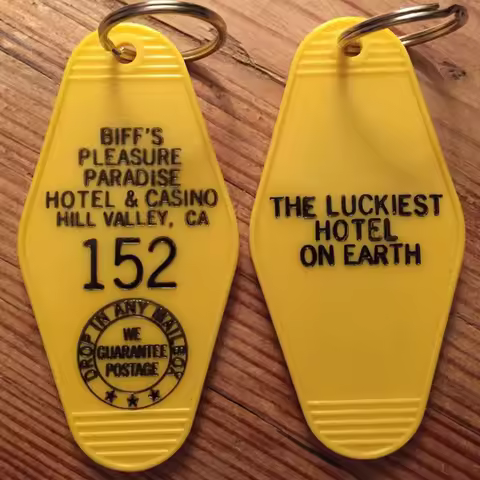 BIFF'S
PLEASURE
PARADISE
HOTEL & CASINO
HILL VALLEY, CA
152
DROP IN ANY MAILBOX
WE
GUARANTEE
POSTAGE
THE LUCKIEST
HOTEL
ON EARTH